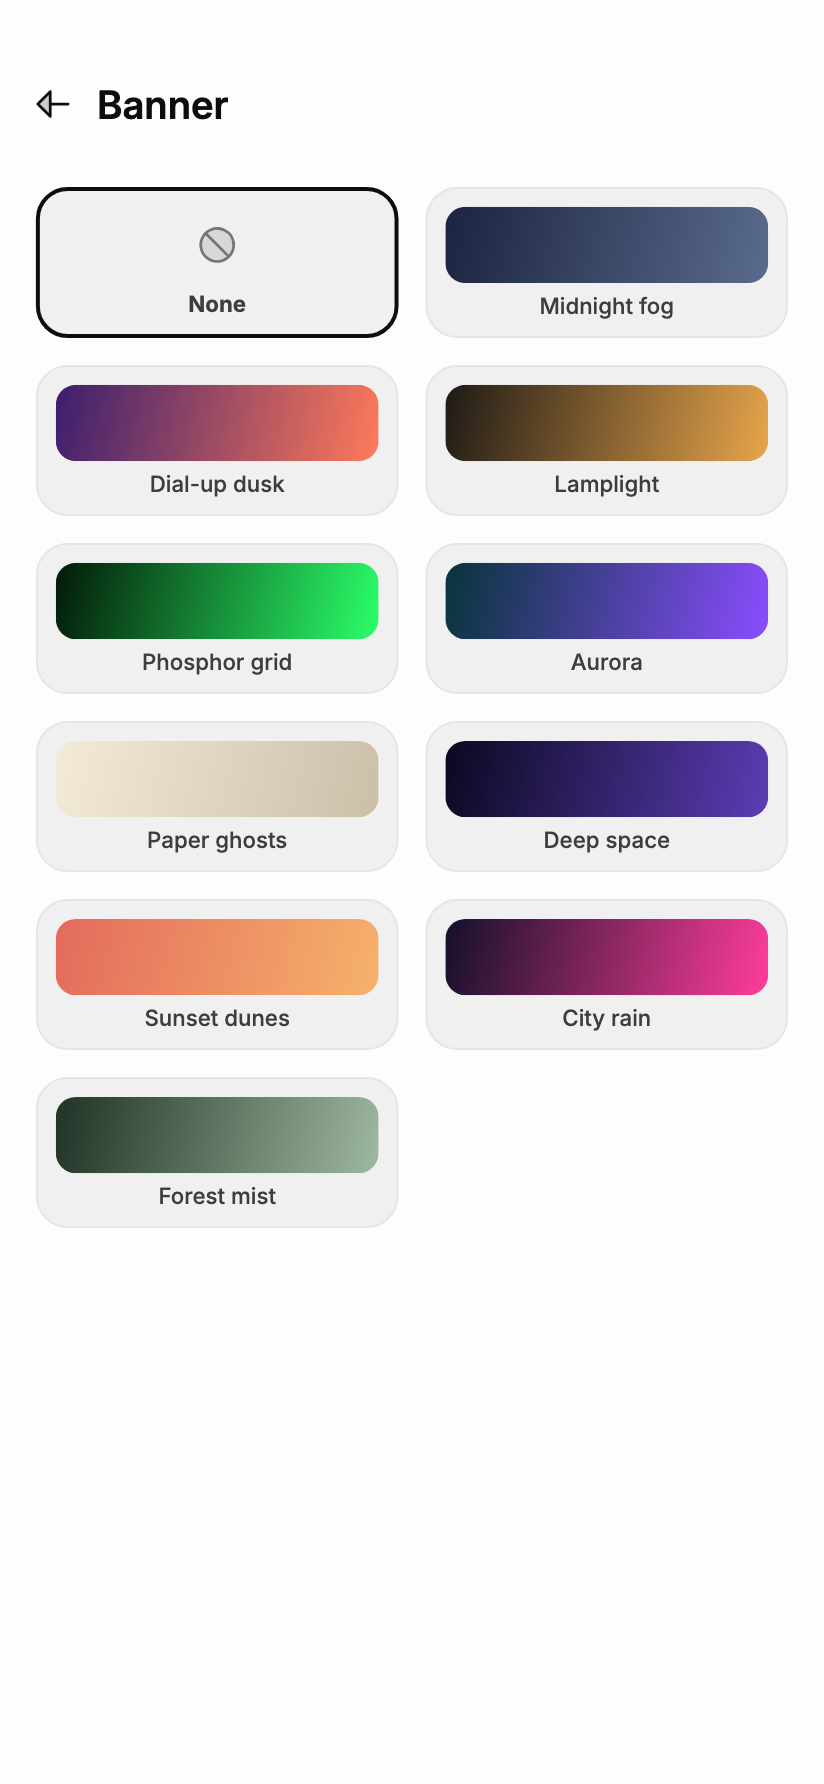 Banner
None
Midnight fog
Dial-up dusk
Lamplight
Phosphor grid
Aurora
Paper ghosts
Deep space
Sunset dunes
City rain
Forest mist